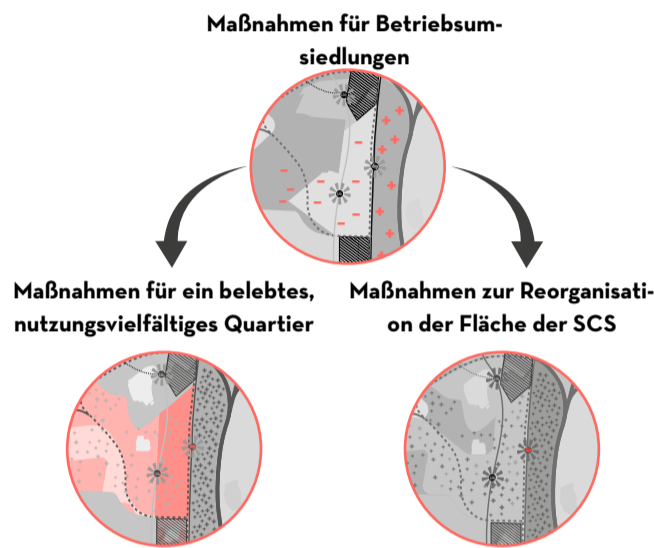 Maßnahmen für Betriebsum-
siedlungen
Maßnahmen für ein belebtes,
nutzungsvielfältiges Quartier
Maßnahmen zur Reorganisati-
on der Fläche der SCS